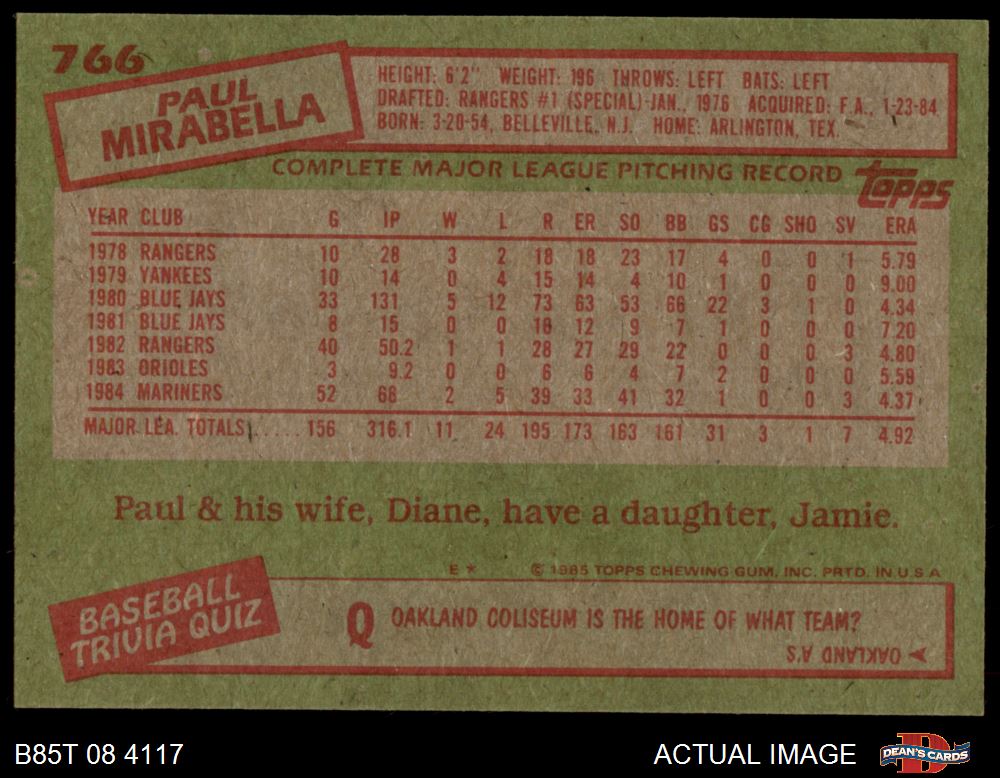 766
PAUL
MIRABELLA
HEIGHT: 6'2" WEIGHT: 196 THROWS: LEFT BATS: LEFT
DRAFTED: RANGERS #1 (SPECIAL)-JAN., 1976 ACQUIRED: F.A., 1-23-84
BORN: 3-20-54, BELLEVILLE, N.J. HOME: ARLINGTON, TEX.
COMPLETE MAJOR LEAGUE PITCHING RECORD
topps
YEAR CLUB G IP W L R ER SO BB GS CG SHO SV ERA
1978 RANGERS 10 28 3 2 18 18 23 17 4 0 0 1 5.79
1979 YANKEES 10 14 0 4 15 14 4 10 1 0 0 0 9.00
1980 BLUE JAYS 33 131 5 12 73 63 53 66 22 3 1 0 4.34
1981 BLUE JAYS 8 15 0 0 16 12 9 7 1 0 0 0 7.20
1982 RANGERS 40 50.2 1 1 28 27 29 22 0 0 0 3 4.80
1983 ORIOLES 3 9.2 0 0 6 6 4 7 2 0 0 0 5.59
1984 MARINERS 52 68 2 5 39 33 41 32 1 0 0 3 4.37
MAJOR LEA. TOTALS...... 156 316.1 11 24 195 173 163 161 31 3 1 7 4.92
Paul & his wife, Diane, have a daughter, Jamie.
E * © 1985 TOPPS CHEWING GUM, INC. PRTD. IN U.S.A
BASEBALL
TRIVIA QUIZ
Q OAKLAND COLISEUM IS THE HOME OF WHAT TEAM?
OAKLAND A'S
B85T 08 4117
ACTUAL IMAGE
D
DEAN'S CARDS